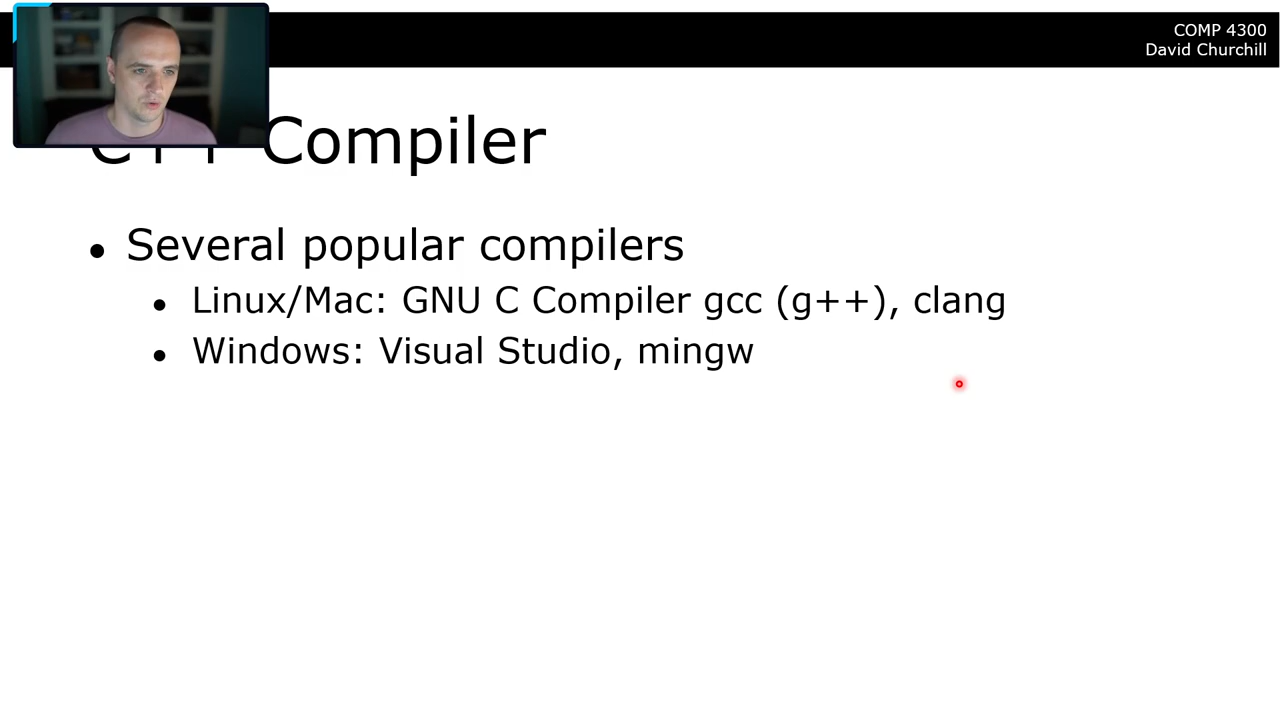 COMP 4300
David Churchill
C++ Compiler
• Several popular compilers
• Linux/Mac: GNU C Compiler gcc (g++), clang
• Windows: Visual Studio, mingw